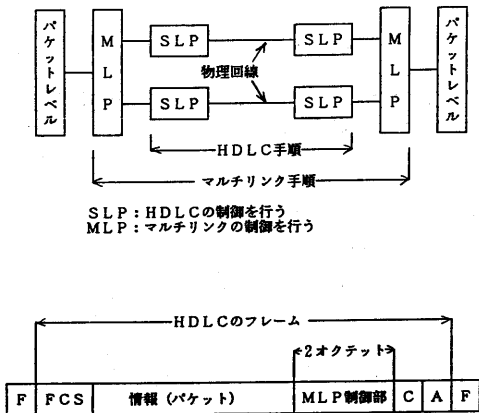 パケットレベル
MLP
SLP
SLP
物理回線
SLP
SLP
MLP
パケットレベル
HDLC手順
マルチリンク手順
SLP:HDLCの制御を行う
MLP:マルチリンクの制御を行う
HDLCのフレーム
2オクテット
F FCS 情報(パケット) MLP制御部 C A F